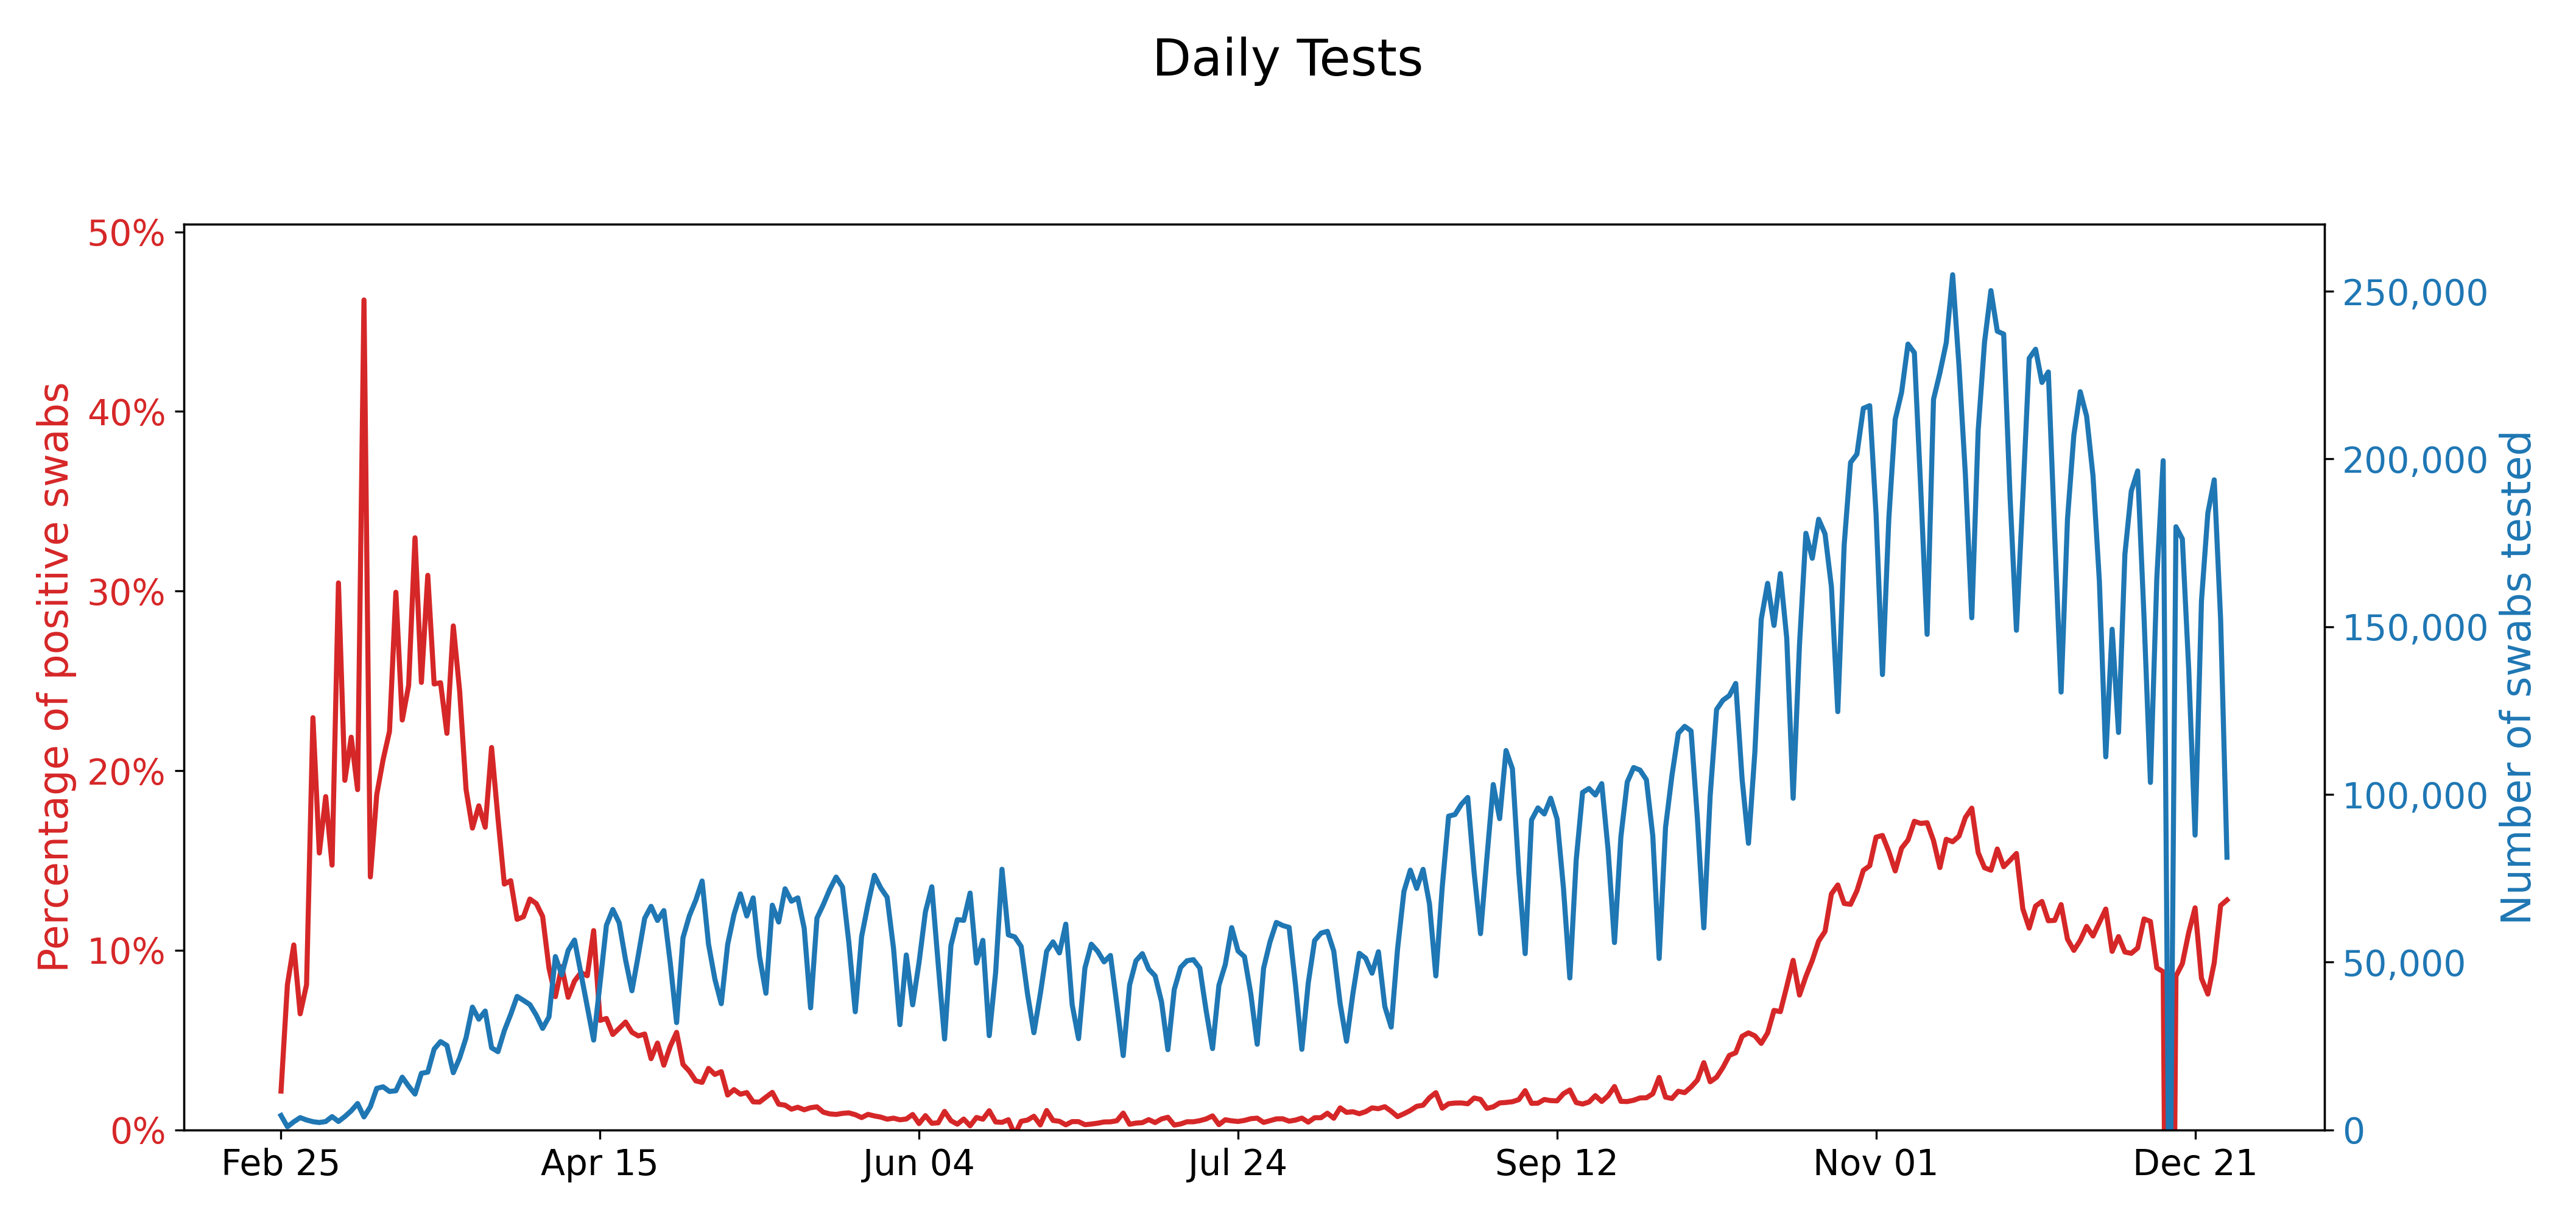 Daily Tests
Percentage of positive swabs
50%
40%
30%
20%
10%
0%
250,000
200,000
150,000
100,000
50,000
0
Number of swabs tested
Feb 25
Apr 15
Jun 04
Jul 24
Sep 12
Nov 01
Dec 21